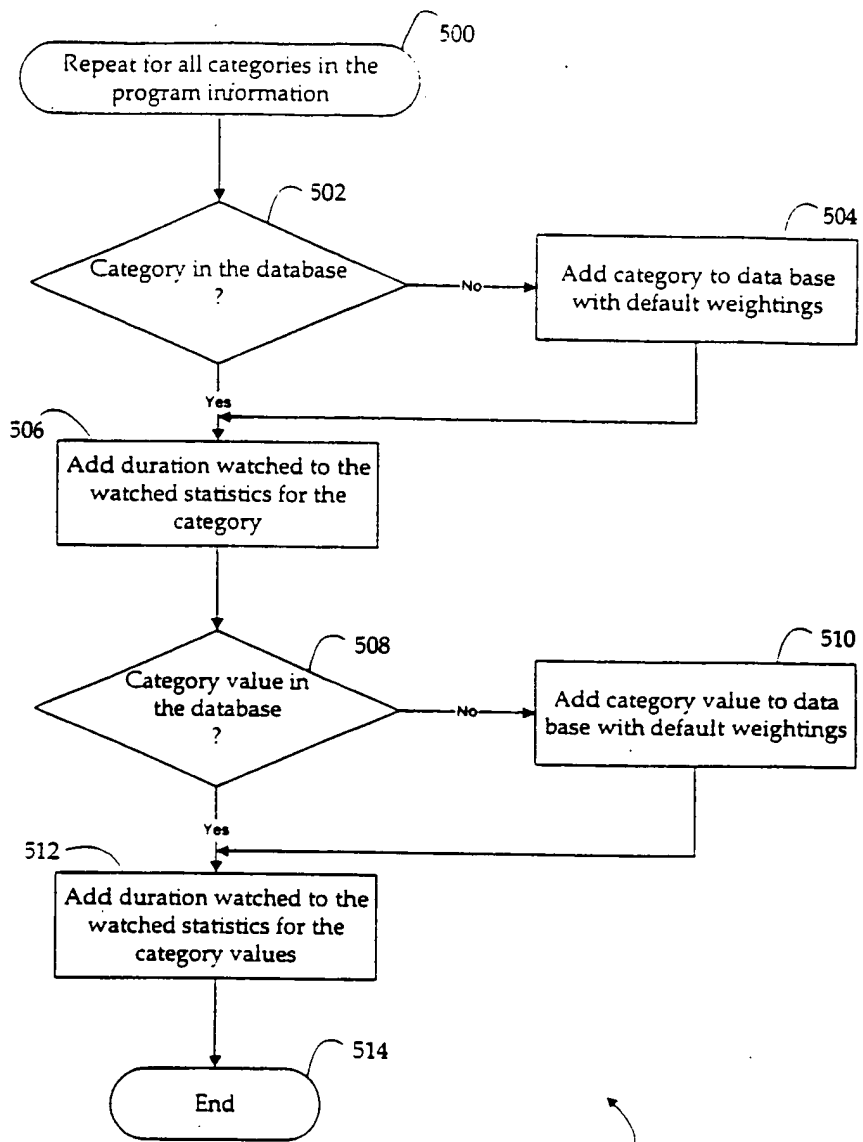 500
Repeat for all categories in the
program information
502
Category in the database
?
No
504
Add category to data base
with default weightings
Yes
506
Add duration watched to the
watched statistics for the
category
508
Category value in
the database
?
No
510
Add category value to data
base with default weightings
Yes
512
Add duration watched to the
watched statistics for the
category values
514
End